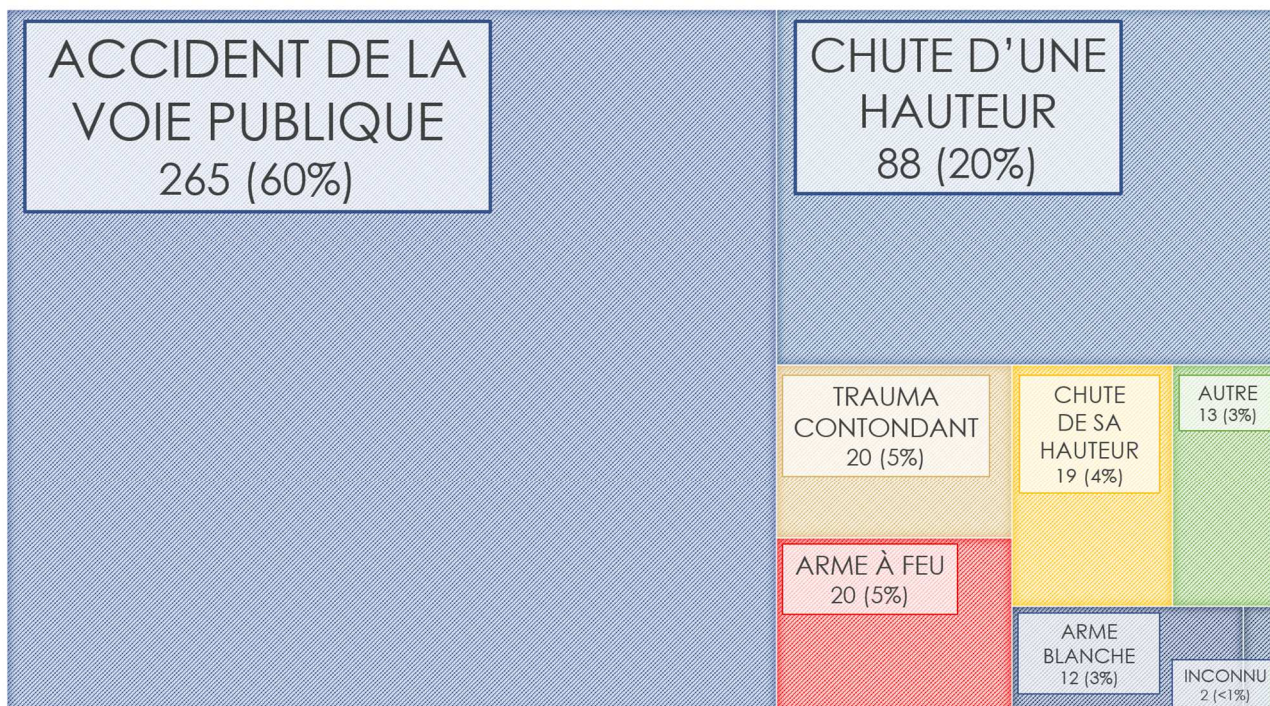 ACCIDENT DE LA
VOIE PUBLIQUE
265 (60%)
CHUTE D’UNE
HAUTEUR
88 (20%)
TRAUMA
CONTONDANT
20 (5%)
CHUTE
DE SA
HAUTEUR
19 (4%)
AUTRE
13 (3%)
ARME À FEU
20 (5%)
ARME
BLANCHE
12 (3%)
INCONNU
2 (<1%)